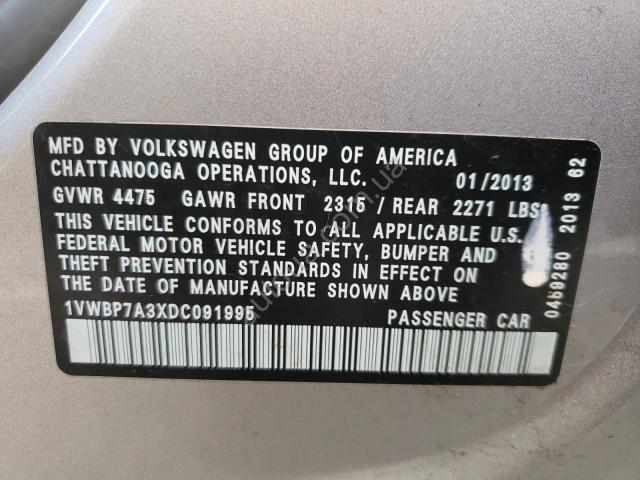 MFD BY VOLKSWAGEN GROUP OF AMERICA
CHATTANOOGA OPERATIONS, LLC. 01/2013
GVWR 4475 GAWR FRONT 2315/REAR 2271 LBS.
THIS VEHICLE CONFORMS TO ALL APPLICABLE U.S.
FEDERAL MOTOR VEHICLE SAFETY, BUMPER AND
THEFT PREVENTION STANDARDS IN EFFECT ON
THE DATE OF MANUFACTURE SHOWN ABOVE
1VWBP7A3XDC091995 PASSENGER CAR
0469280 2013 62